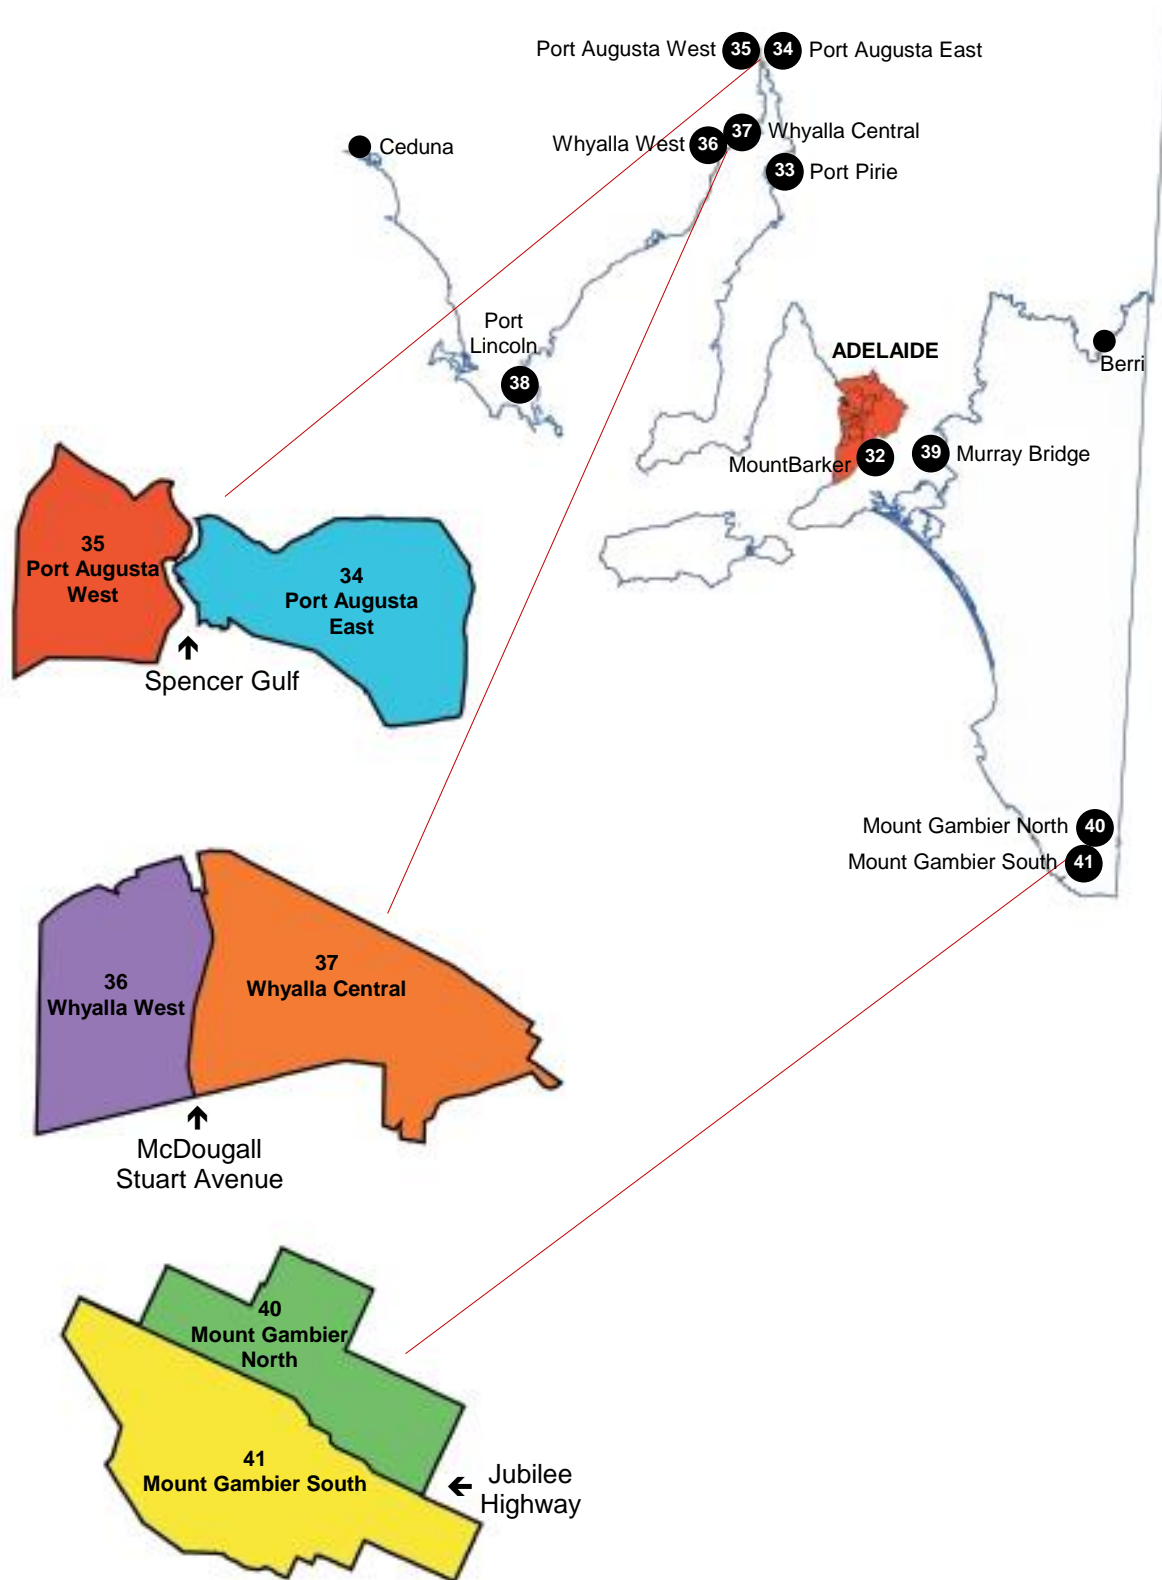 Port Augusta West
35
34
Port Augusta East
Ceduna
Whyalla West
36
37
Whyalla Central
33
Port Pirie
Port
Lincoln
38
ADELAIDE
Berri
MountBarker
32
39
Murray Bridge
35
Port Augusta
West
34
Port Augusta
East
Spencer Gulf
Mount Gambier North
40
Mount Gambier South
41
36
Whyalla West
37
Whyalla Central
McDougall
Stuart Avenue
40
Mount Gambier
North
41
Mount Gambier South
Jubilee
Highway